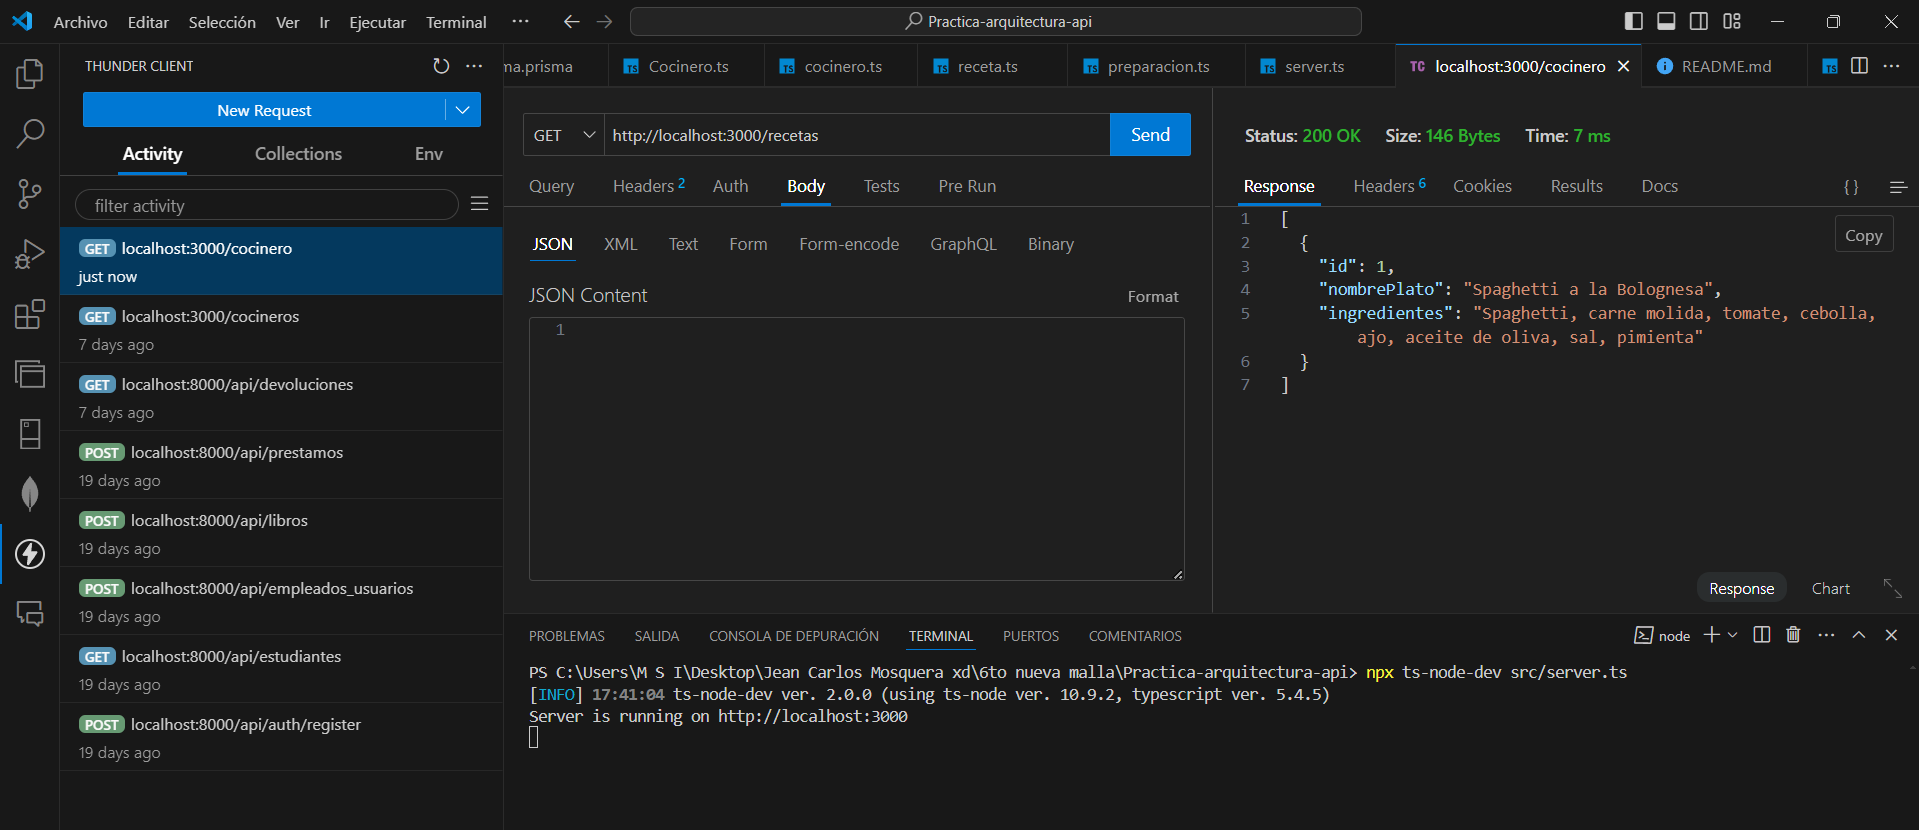 Archivo Editar Selección Ver Ir Ejecutar Terminal ··· Practica-arquitectura-api
THUNDER CLIENT
New Request
Activity Collections Env
filter activity
GET localhost:3000/cocinero
just now
GET localhost:3000/cocineros
7 days ago
GET localhost:8000/api/devoluciones
7 days ago
POST localhost:8000/api/prestamos
19 days ago
POST localhost:8000/api/libros
19 days ago
POST localhost:8000/api/empleados_usuarios
19 days ago
GET localhost:8000/api/estudiantes
19 days ago
POST localhost:8000/api/auth/register
19 days ago
ma.prisma TS Cocinero.ts TS cocinero.ts TS receta.ts TS preparacion.ts TS server.ts TC localhost:3000/cocinero README.md TS
GET http://localhost:3000/recetas Send
Query Headers 2 Auth Body Tests Pre Run
JSON XML Text Form Form-encode GraphQL Binary
JSON Content Format
1
Status: 200 OK Size: 146 Bytes Time: 7 ms
Response Headers 6 Cookies Results Docs { }
Copy
1 [
2 {
3 "id": 1,
4 "nombrePlato": "Spaghetti a la Bolognesa",
5 "ingredientes": "Spaghetti, carne molida, tomate, cebolla,
ajo, aceite de oliva, sal, pimienta"
6 }
7 ]
Response Chart
PROBLEMAS SALIDA CONSOLA DE DEPURACIÓN TERMINAL PUERTOS COMENTARIOS node
PS C:\Users\M S I\Desktop\Jean Carlos Mosquera xd\6to nueva malla\Practica-arquitectura-api> npx ts-node-dev src/server.ts
[INFO] 17:41:04 ts-node-dev ver. 2.0.0 (using ts-node ver. 10.9.2, typescript ver. 5.4.5)
Server is running on http://localhost:3000